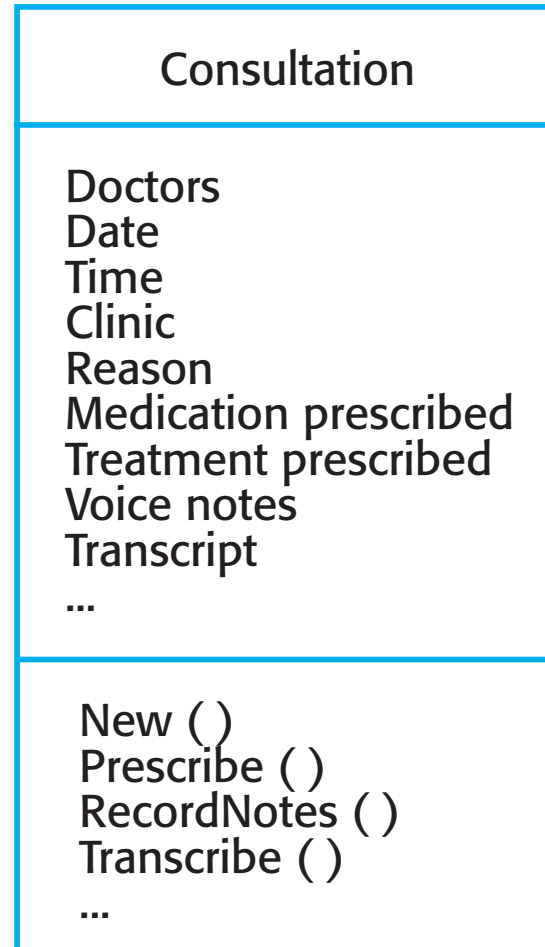 Consultation
Doctors
Date
Time
Clinic
Reason
Medication prescribed
Treatment prescribed
Voice notes
Transcript
...
New ( )
Prescribe ( )
RecordNotes ( )
Transcribe ( )
...